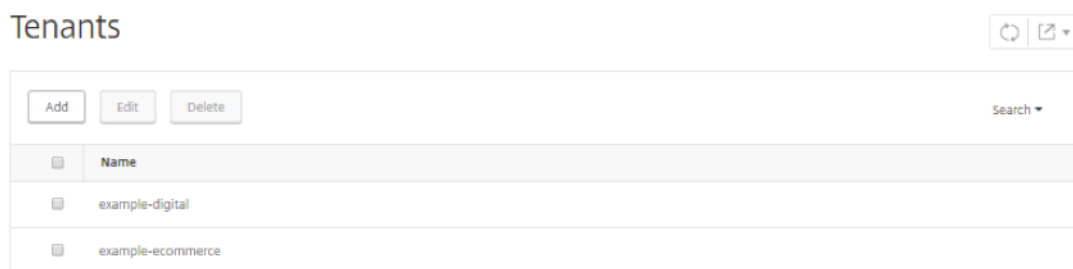 Tenants
Add Edit Delete Search
Name
example-digital
example-ecommerce